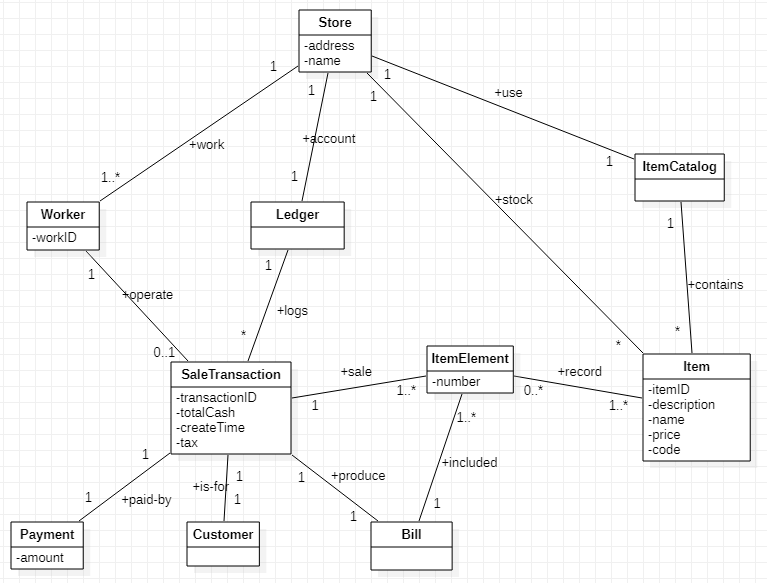 Store
-address
-name
1
1
1
1
+use
+work
+account
1
ItemCatalog
1..*
1
+stock
Worker
-workID
Ledger
1
1
1
+contains
+operate
+logs
*
*
*
0..1
SaleTransaction
-transactionID
-totalCash
-createTime
-tax
+sale
1
1..*
ItemElement
-number
+record
0..*
1..*
Item
-itemID
-description
-name
-price
-code
1..*
1
+included
1
+paid-by
1
1
+is-for
1
1
+produce
1
1
Payment
-amount
Customer
Bill